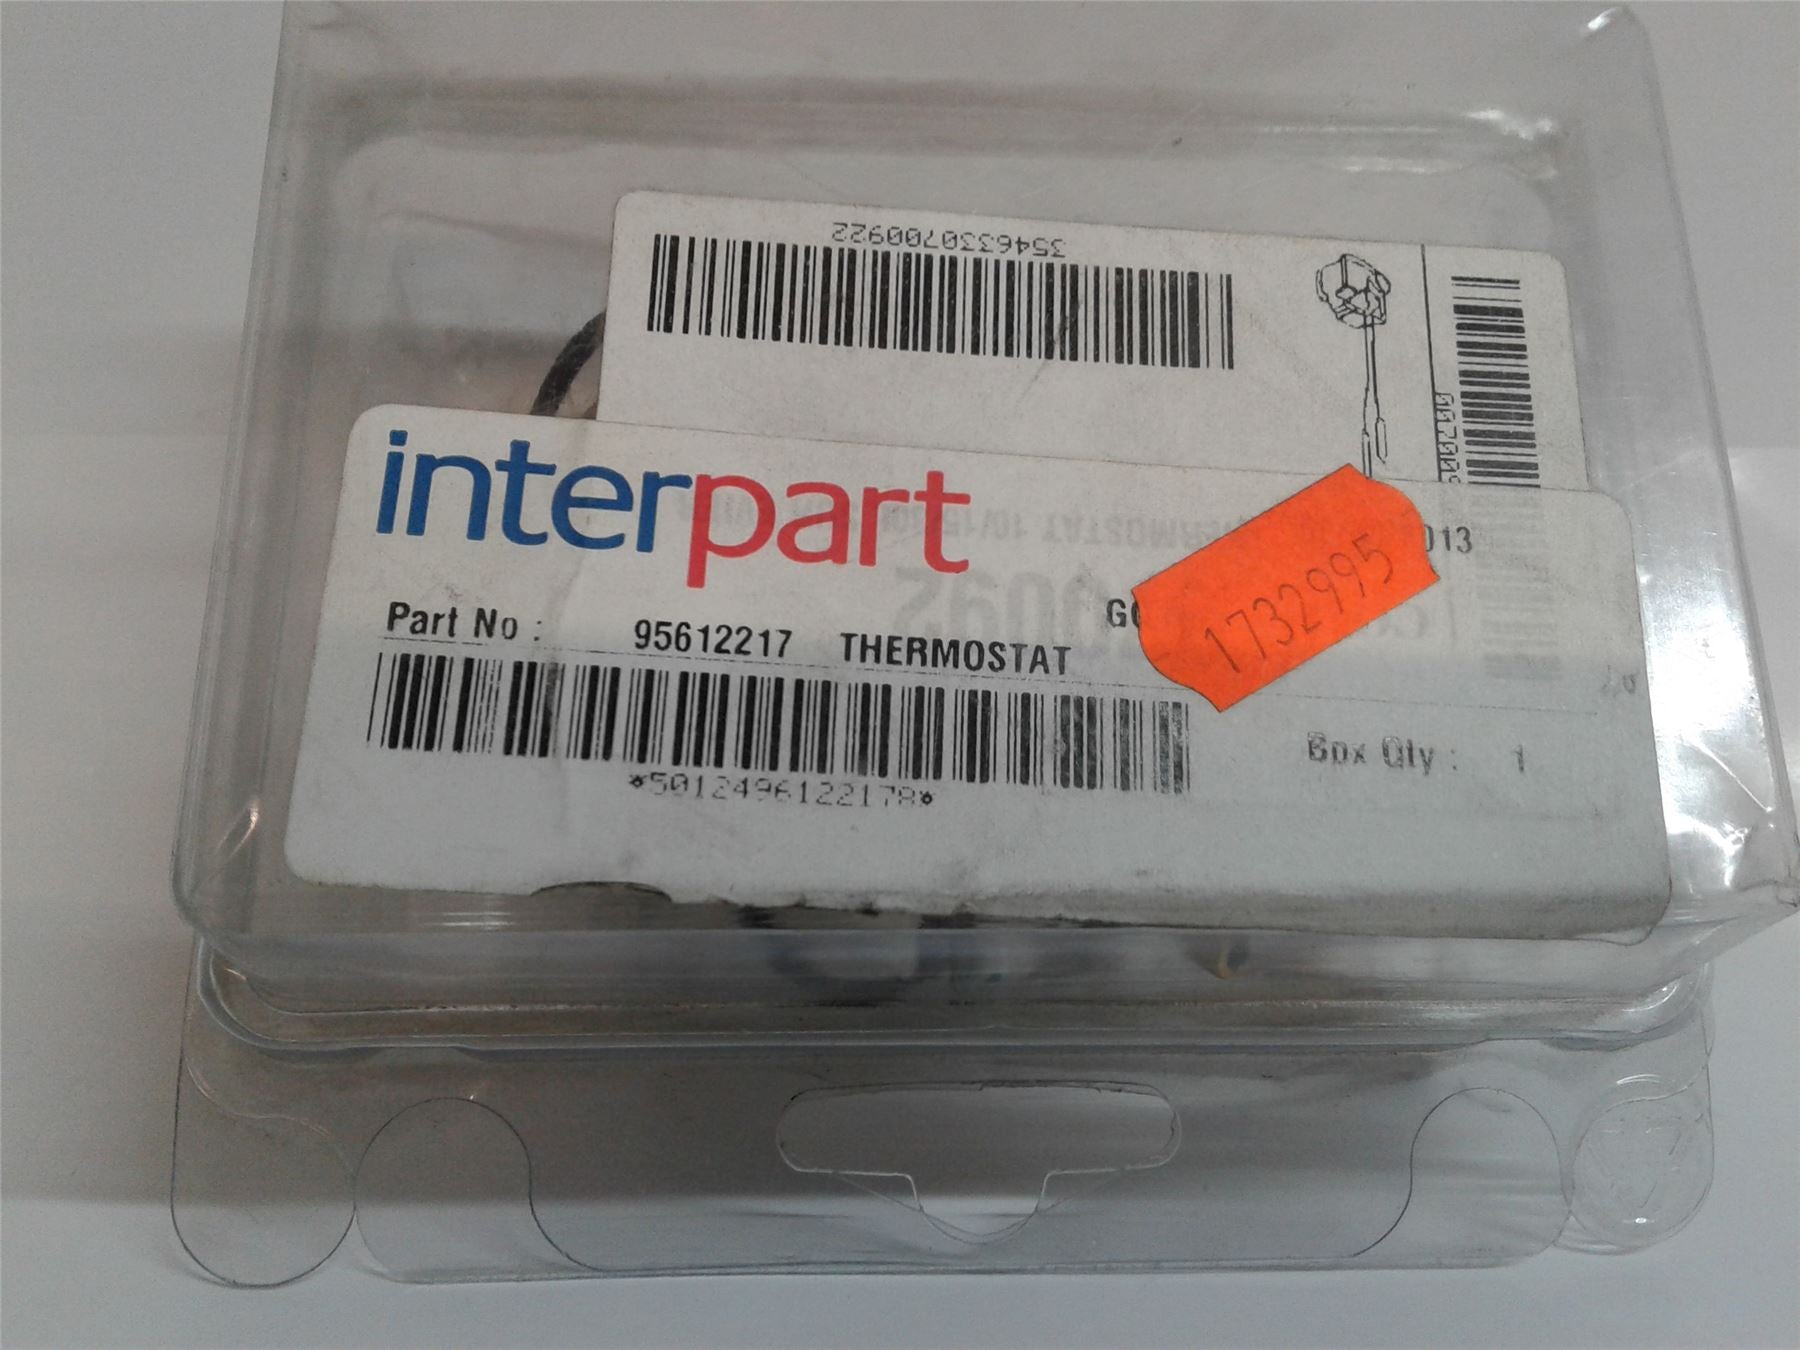 3546330700922
interpart
013
Part No : 95612217 THERMOSTAT
1732995
Box Qty : 1
*5012496122178*